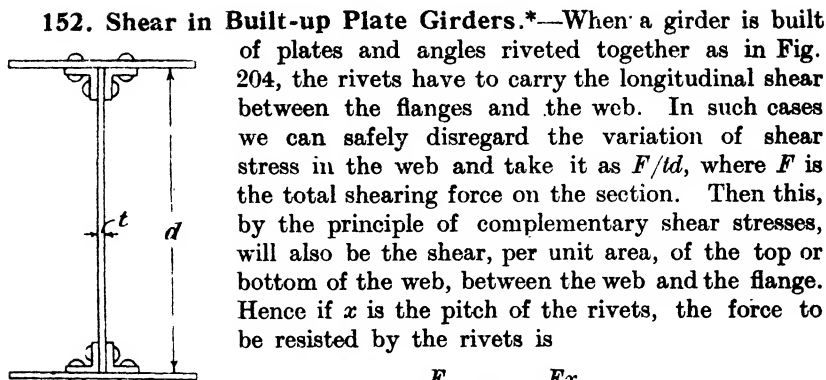 152. Shear in Built-up Plate Girders.*—When a girder is built
of plates and angles riveted together as in Fig.
204, the rivets have to carry the longitudinal shear
between the flanges and the web. In such cases
we can safely disregard the variation of shear
stress in the web and take it as F/td, where F is
the total shearing force on the section. Then this,
by the principle of complementary shear stresses,
will also be the shear, per unit area, of the top or
bottom of the web, between the web and the flange.
Hence if x is the pitch of the rivets, the force to
be resisted by the rivets is
F Fx
t
d